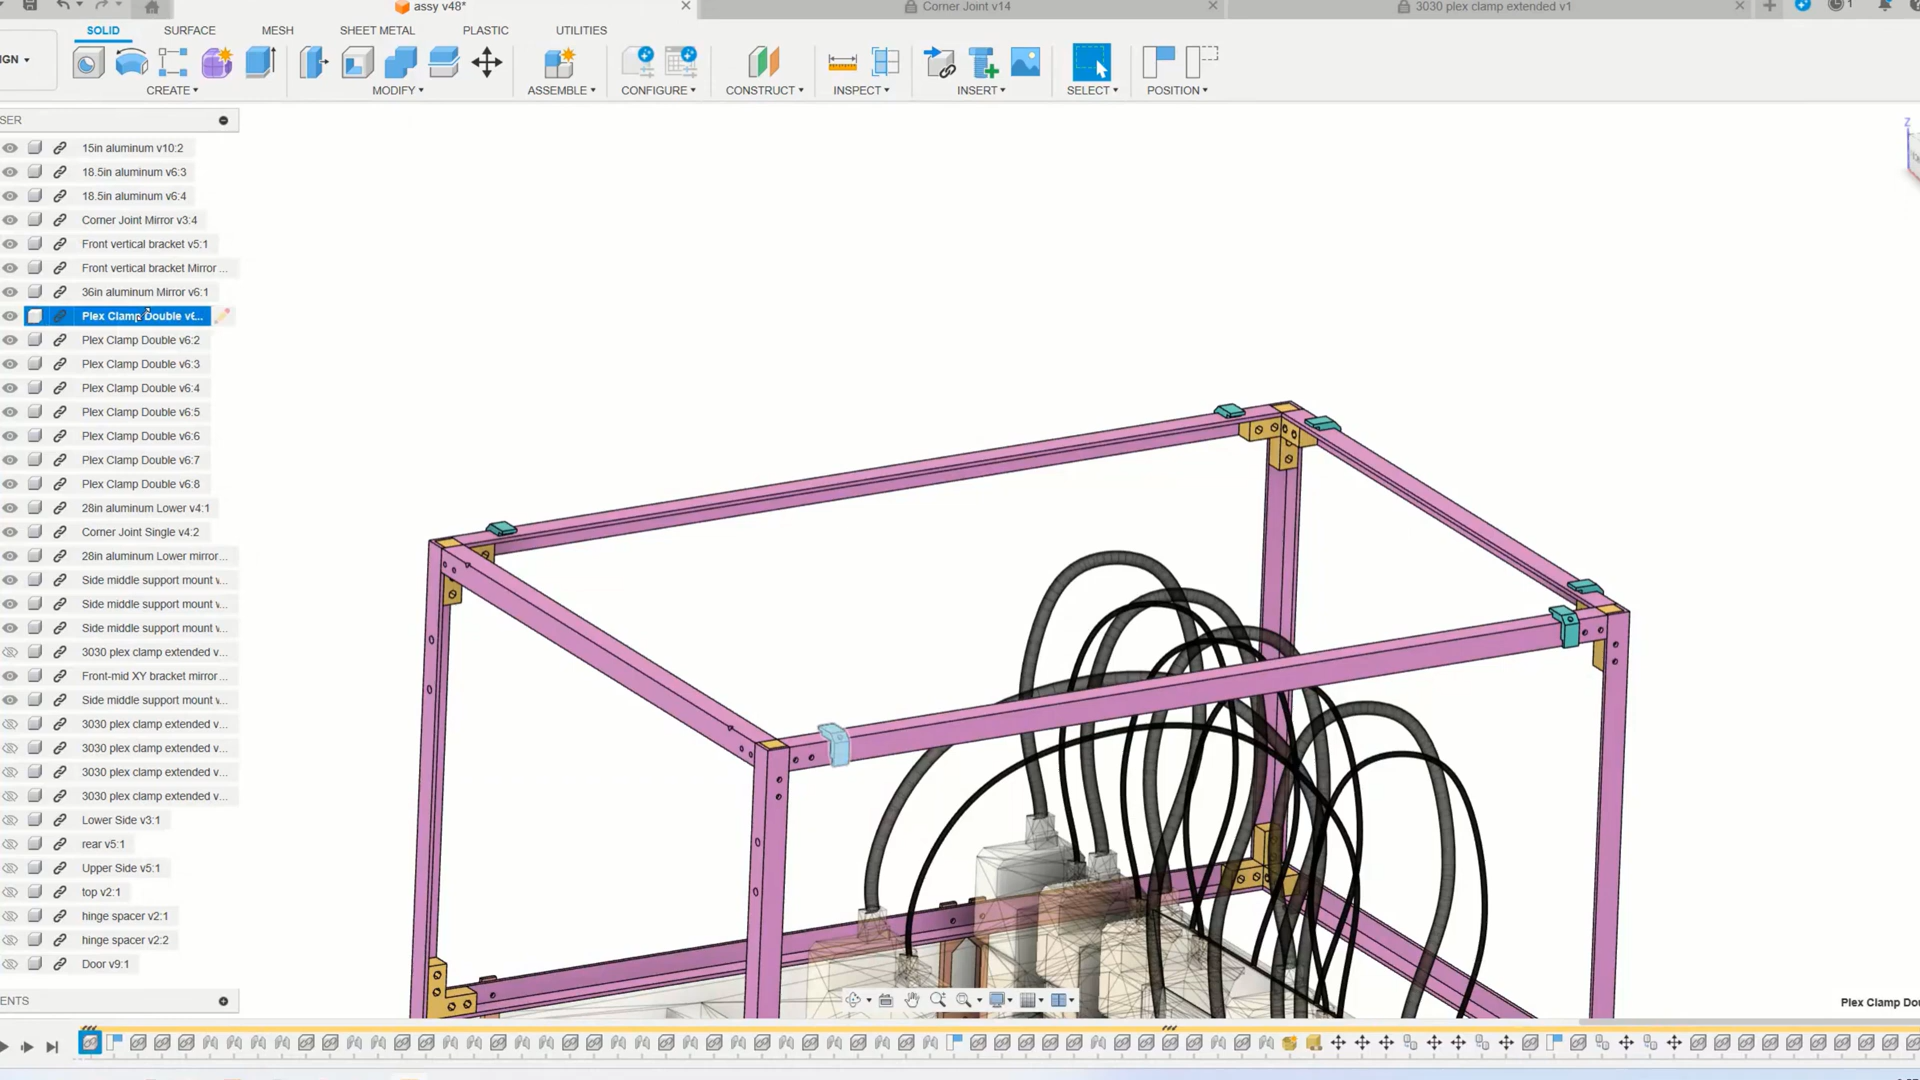 assy v48*
Corner Joint v14
3030 plex clamp extended v1
1
SOLID
SURFACE
MESH
SHEET METAL
PLASTIC
UTILITIES
IGN
CREATE
MODIFY
ASSEMBLE
CONFIGURE
CONSTRUCT
INSPECT
INSERT
SELECT
POSITION
SER
Z
15in aluminum v10:2
18.5in aluminum v6:3
18.5in aluminum v6:4
Corner Joint Mirror v3:4
Front vertical bracket v5:1
Front vertical bracket Mirror ...
36in aluminum Mirror v6:1
Plex Clamp Double v6...
Plex Clamp Double v6:2
Plex Clamp Double v6:3
Plex Clamp Double v6:4
Plex Clamp Double v6:5
Plex Clamp Double v6:6
Plex Clamp Double v6:7
Plex Clamp Double v6:8
28in aluminum Lower v4:1
Corner Joint Single v4:2
28in aluminum Lower mirror...
Side middle support mount v...
Side middle support mount v...
Side middle support mount v...
3030 plex clamp extended v...
Front-mid XY bracket mirror...
Side middle support mount v...
3030 plex clamp extended v...
3030 plex clamp extended v...
3030 plex clamp extended v...
3030 plex clamp extended v...
Lower Side v3:1
rear v5:1
Upper Side v5:1
top v2:1
hinge spacer v2:1
hinge spacer v2:2
Door v9:1
ENTS
Plex Clamp Dou